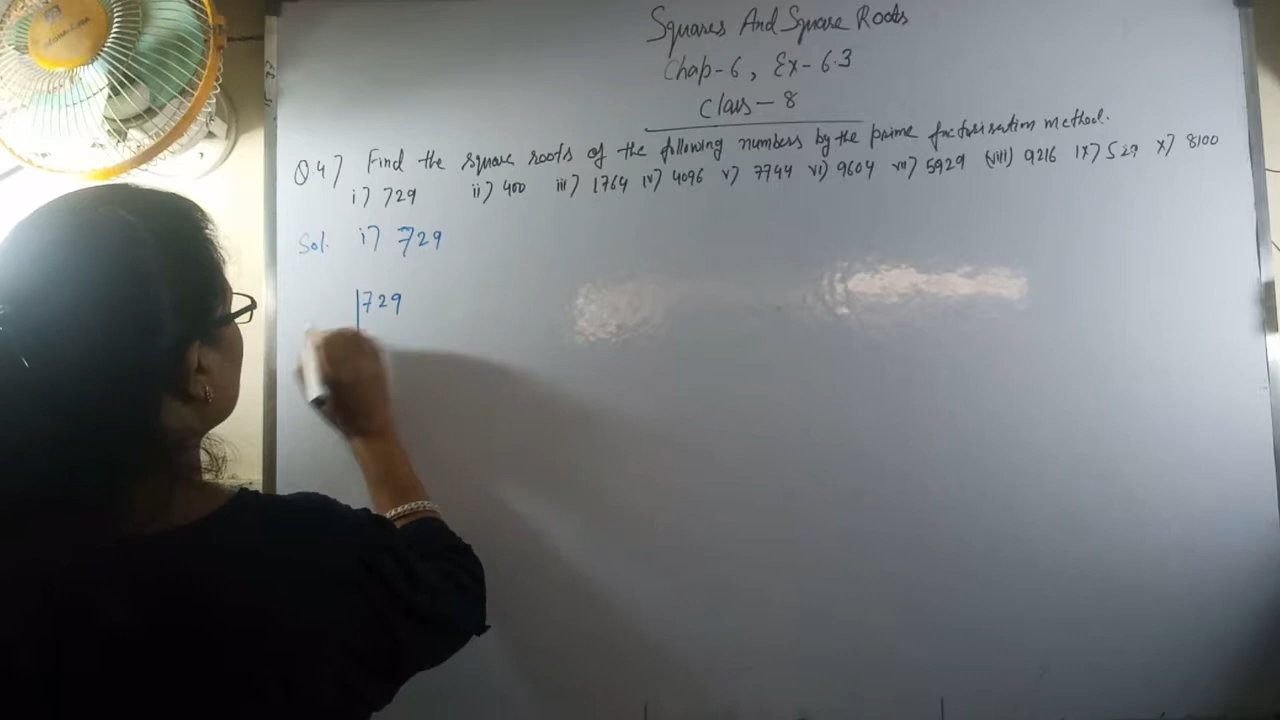 Squares And Square Roots
Chap-6, Ex-6.3
Class-8
Q4) Find the square roots of the following numbers by the prime factorisation method.
i) 729 ii) 400 iii) 1764 iv) 4096 v) 7744 vi) 9604 vii) 5929 (viii) 9216 ix) 529 x) 8100
Sol. i) 729
729